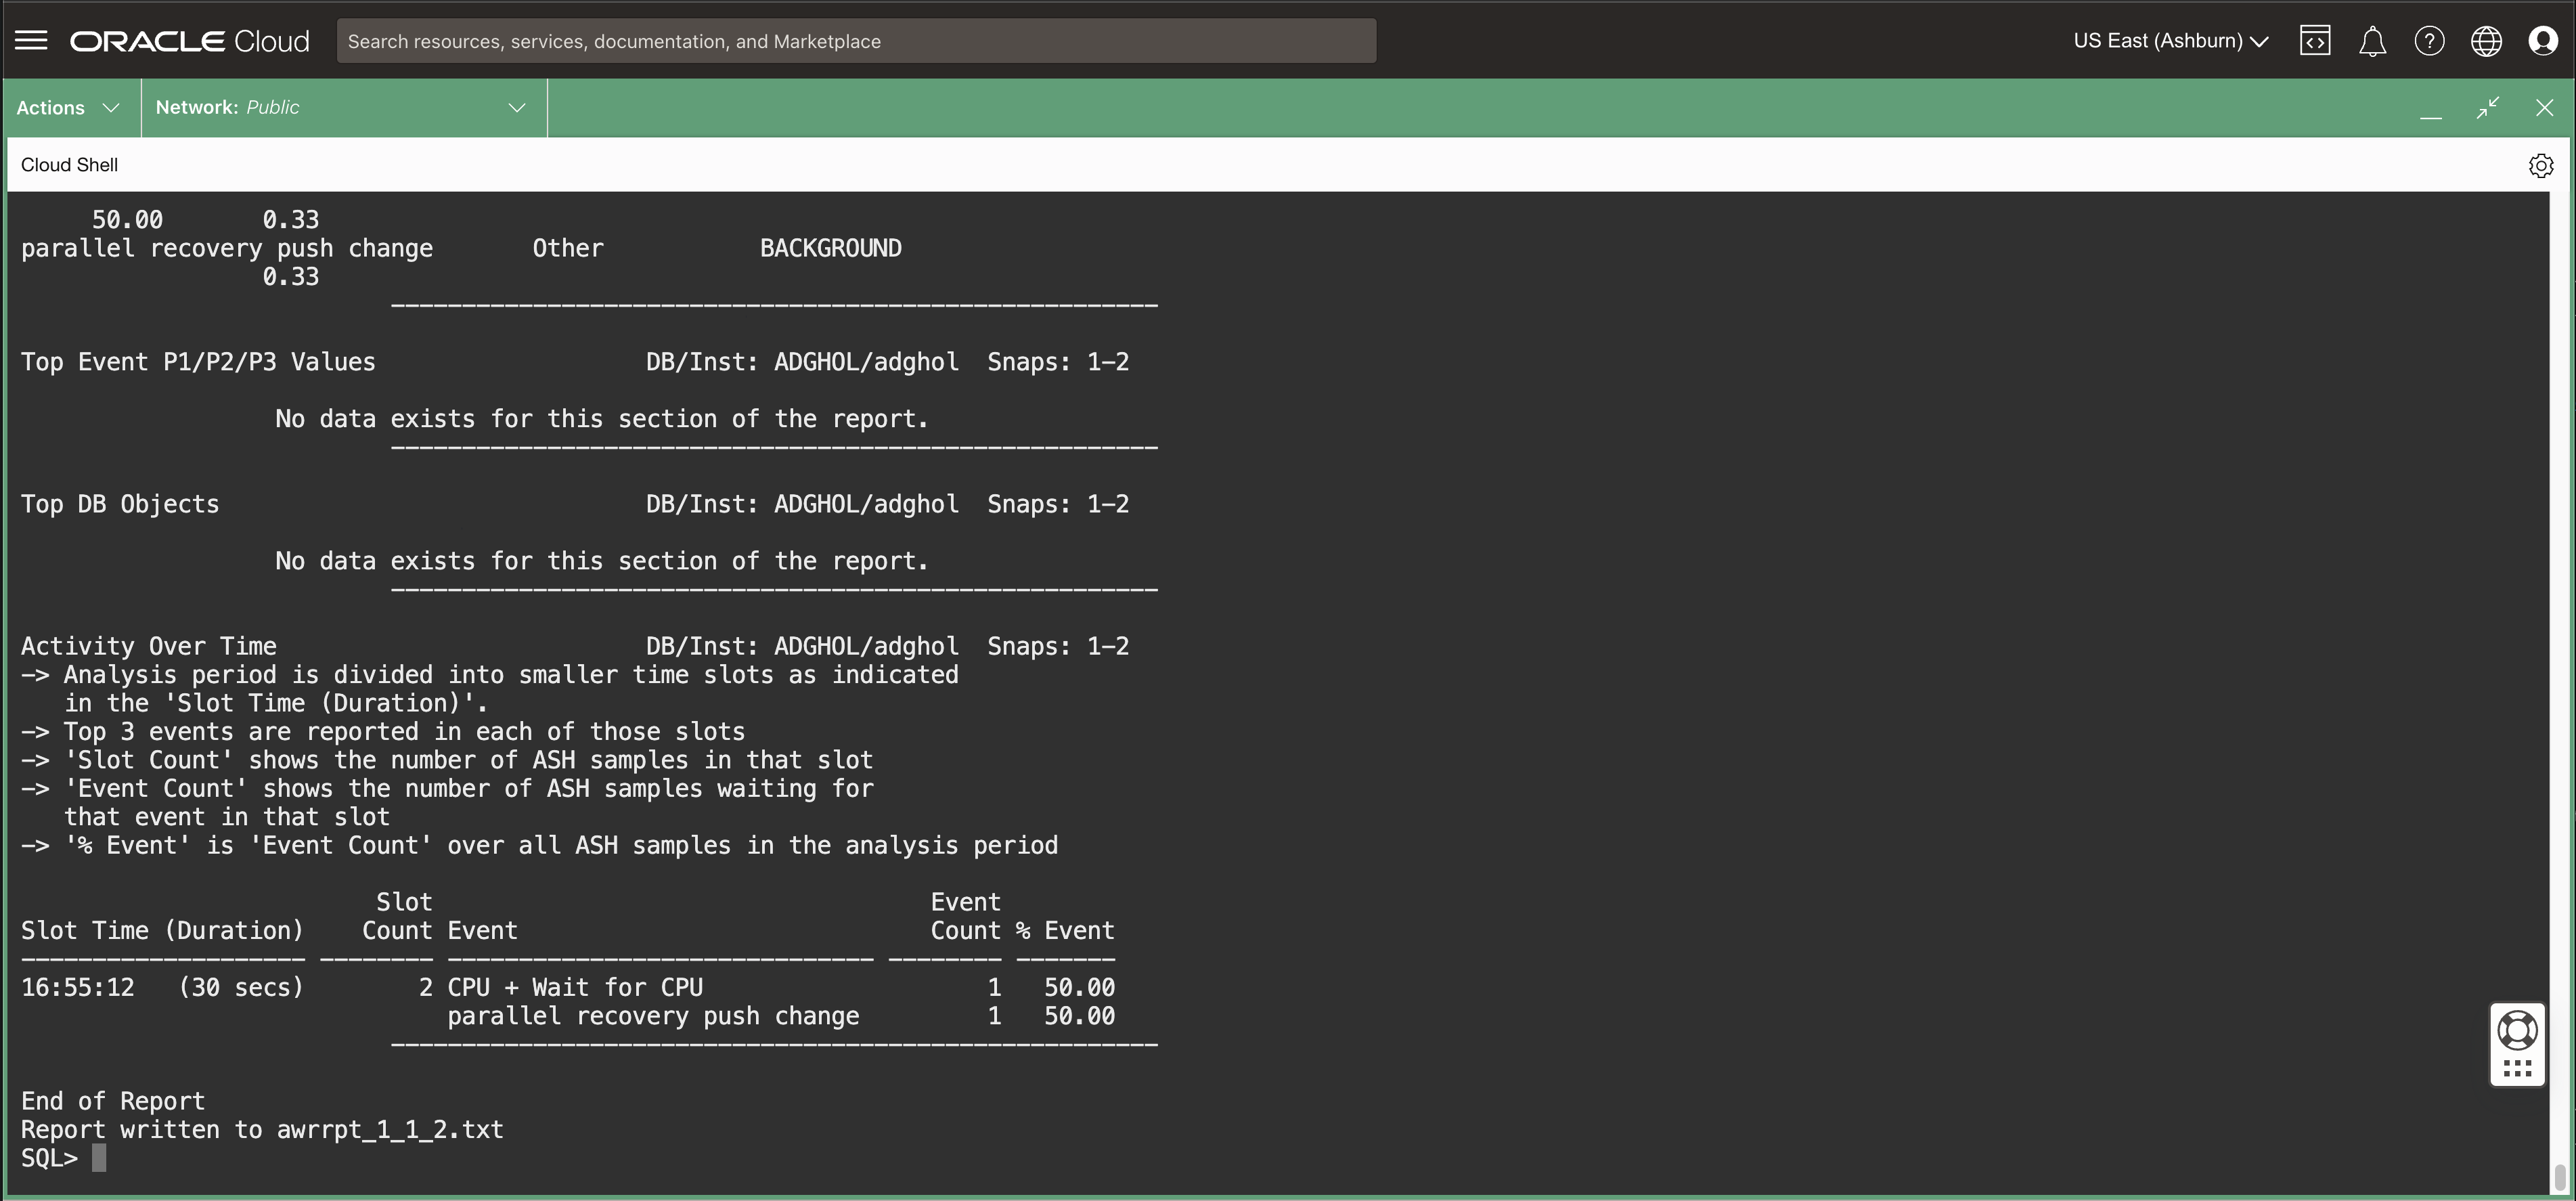 ORACLE Cloud
Search resources, services, documentation, and Marketplace
US East (Ashburn)
Actions
Network: Public
Cloud Shell
50.00 0.33
parallel recovery push change Other BACKGROUND
0.33
-------------------------------------------------------
Top Event P1/P2/P3 Values DB/Inst: ADGHOL/adghol Snaps: 1-2
No data exists for this section of the report.
-------------------------------------------------------
Top DB Objects DB/Inst: ADGHOL/adghol Snaps: 1-2
No data exists for this section of the report.
-------------------------------------------------------
Activity Over Time DB/Inst: ADGHOL/adghol Snaps: 1-2
-> Analysis period is divided into smaller time slots as indicated
in the 'Slot Time (Duration)'.
-> Top 3 events are reported in each of those slots
-> 'Slot Count' shows the number of ASH samples in that slot
-> 'Event Count' shows the number of ASH samples waiting for
that event in that slot
-> '% Event' is 'Event Count' over all ASH samples in the analysis period
Slot Event
Slot Time (Duration) Count Event Count % Event
-------------------- -------- ------------------------------ -------- -------
16:55:12 (30 secs) 2 CPU + Wait for CPU 1 50.00
parallel recovery push change 1 50.00
-------------------------------------------------------
End of Report
Report written to awrrpt_1_1_2.txt
SQL>